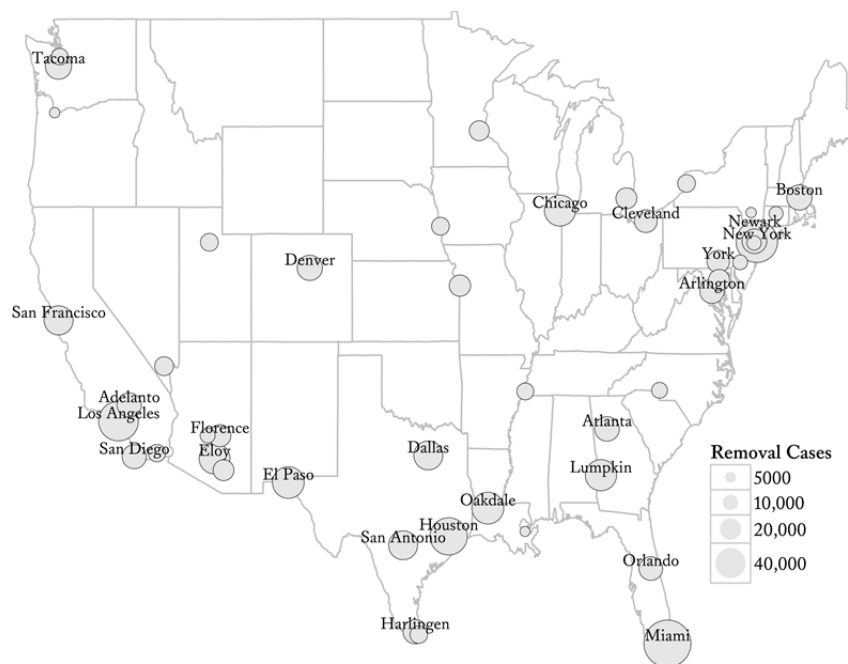 Tacoma
Boston
Chicago
Cleveland
Newark
New York
York
Denver
Arlington
San Francisco
Adelanto
Los Angeles
San Diego
Florence
Eloy
El Paso
Dallas
Atlanta
Lumpkin
Oakdale
Houston
San Antonio
Harlingen
Orlando
Miami
Removal Cases
5000
10,000
20,000
40,000